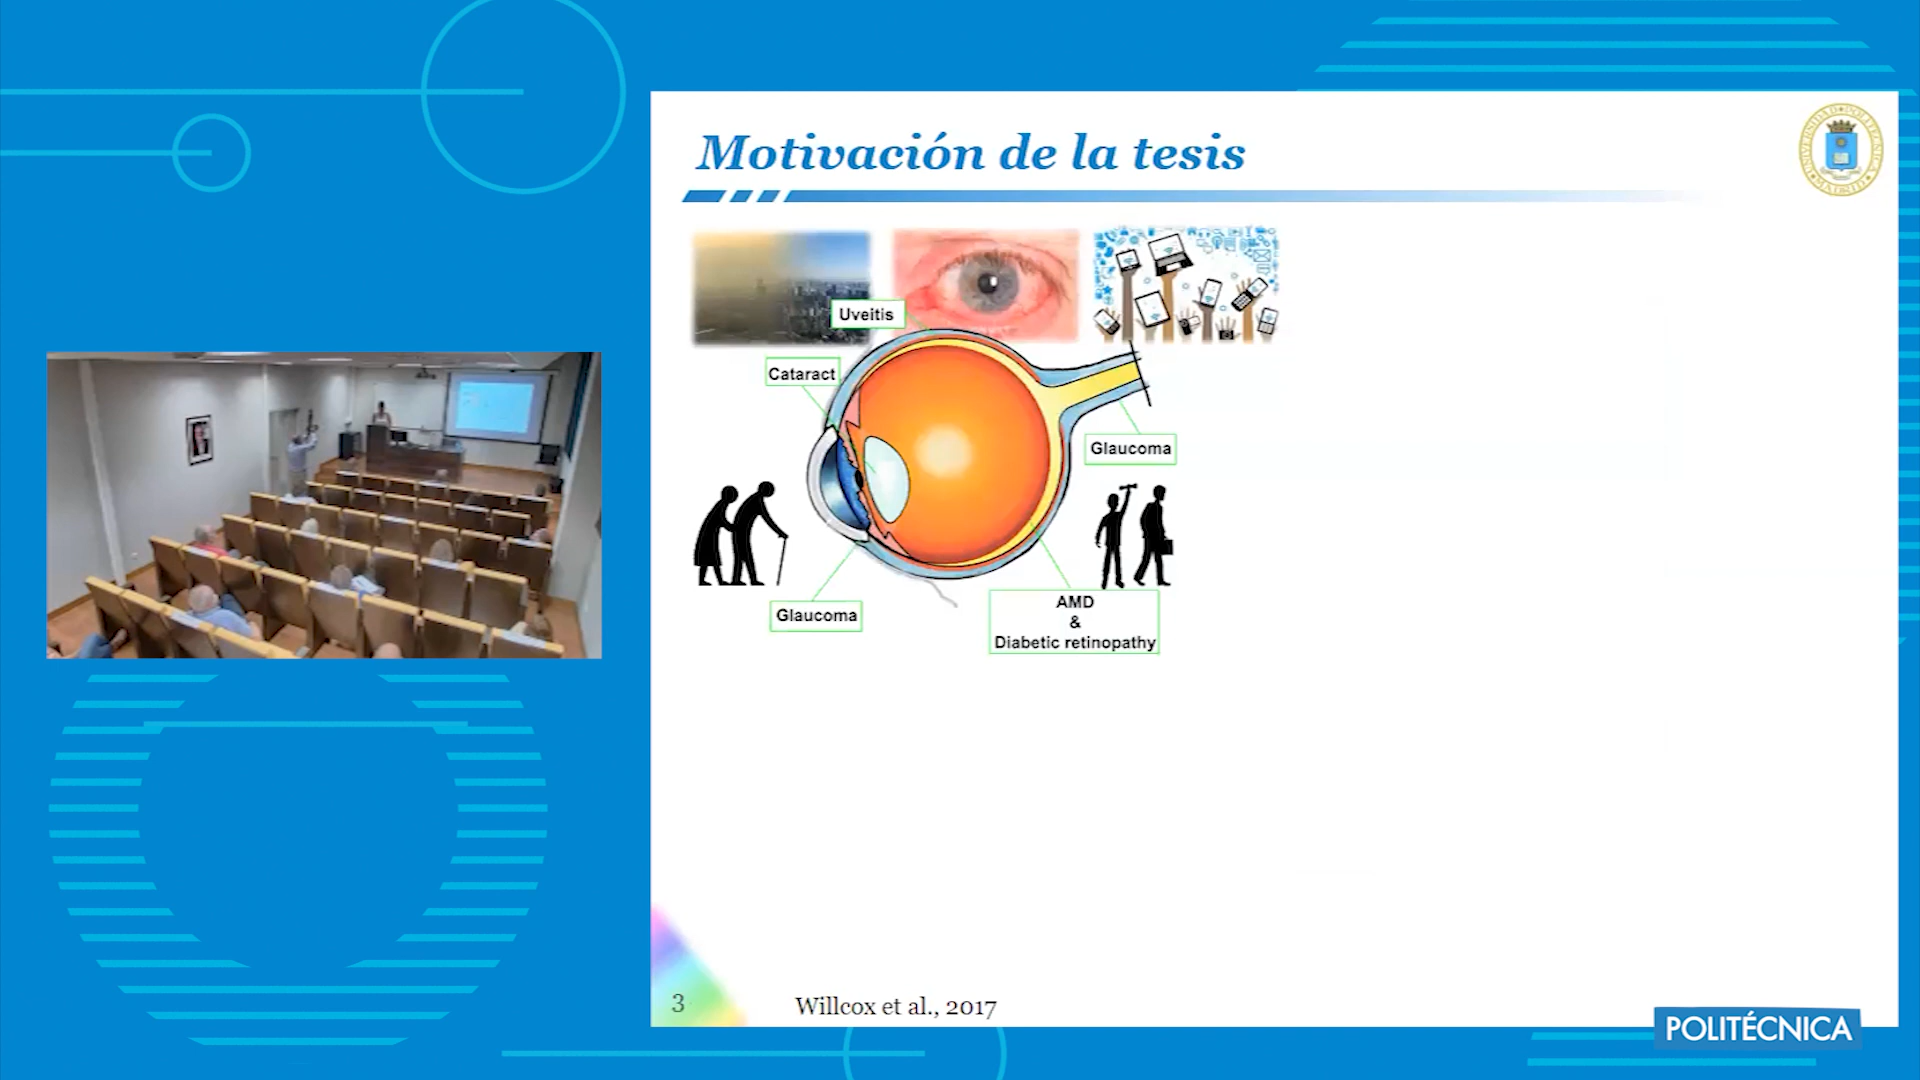 Motivación de la tesis
Uveitis
Cataract
Glaucoma
Glaucoma
AMD
&
Diabetic retinopathy
3
Willcox et al., 2017
POLITÉCNICA